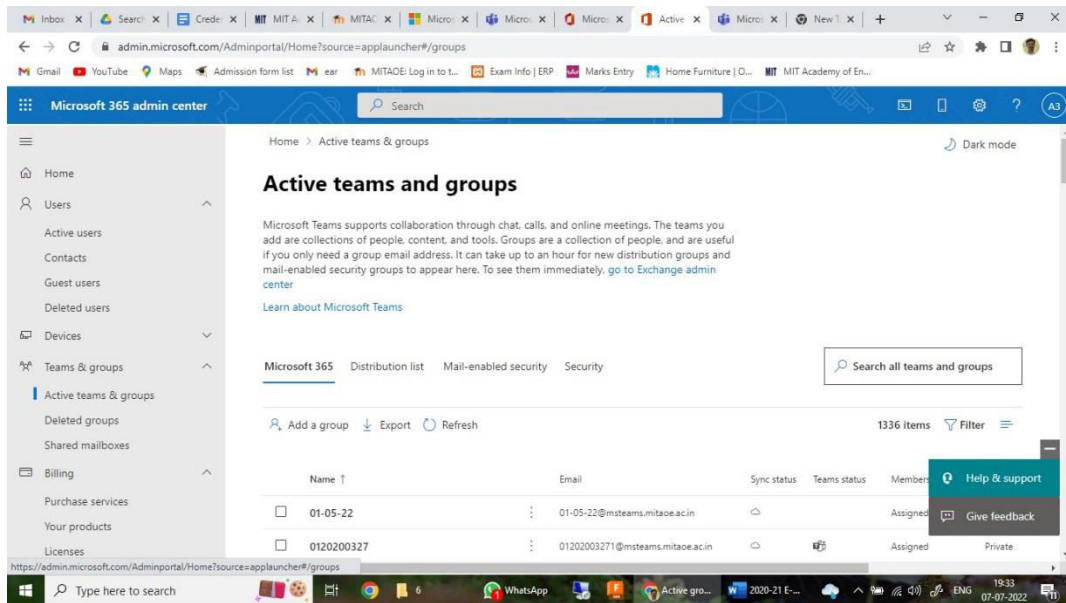 Inbox
Search
Crede
MIT MIT A
MITAC
Micro
Micro
Micro
Active
Micro
New T
admin.microsoft.com/Adminportal/Home?source=applauncher#/groups
Gmail YouTube Maps Admission form list ear MITAOE: Log in to t... Exam Info | ERP Marks Entry Home Furniture | O... MIT MIT Academy of En...
Microsoft 365 admin center
Search
A3
Home > Active teams & groups
Dark mode
Home
Users
Active users
Contacts
Guest users
Deleted users
Devices
Teams & groups
Active teams & groups
Deleted groups
Shared mailboxes
Billing
Purchase services
Your products
Licenses
Active teams and groups
Microsoft Teams supports collaboration through chat, calls, and online meetings. The teams you
add are collections of people, content, and tools. Groups are a collection of people, and are useful
if you only need a group email address. It can take up to an hour for new distribution groups and
mail-enabled security groups to appear here. To see them immediately, go to Exchange admin
center
Learn about Microsoft Teams
Microsoft 365 Distribution list Mail-enabled security Security
Search all teams and groups
Add a group Export Refresh
1336 items Filter
Name ↑ Email Sync status Teams status Members
01-05-22 01-05-22@msteams.mitaoe.ac.in Assigned
0120200327 01202003271@msteams.mitaoe.ac.in Assigned Private
Help & support
Give feedback
https://admin.microsoft.com/Adminportal/Home?source=applauncher#/groups
Type here to search
6
WhatsApp
Active gro...
2020-21 E-...
ENG
19:33
07-07-2022